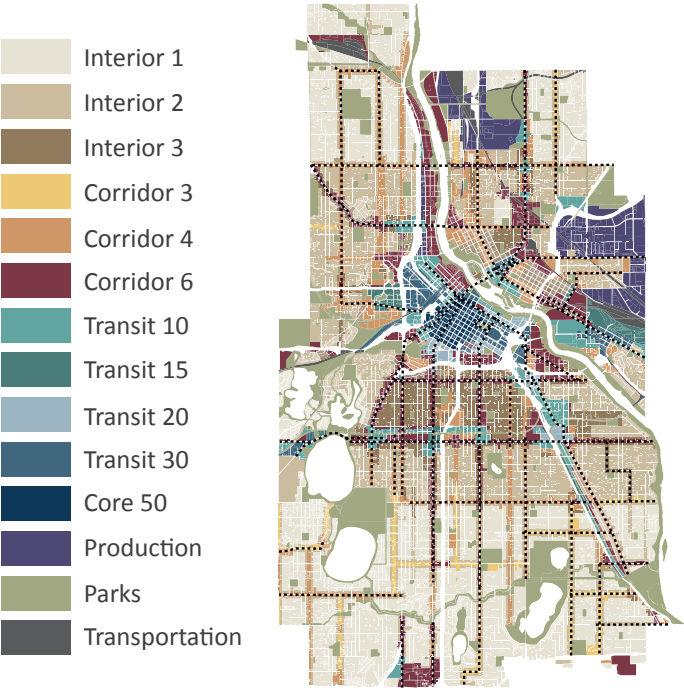 Interior 1
Interior 2
Interior 3
Corridor 3
Corridor 4
Corridor 6
Transit 10
Transit 15
Transit 20
Transit 30
Core 50
Production
Parks
Transportation